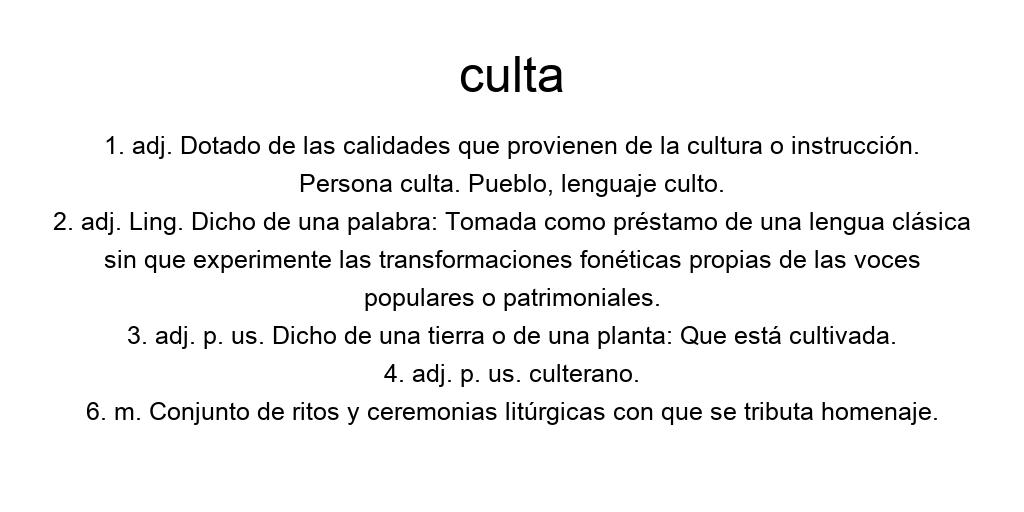 culta
1. adj. Dotado de las calidades que provienen de la cultura o instrucción.
Persona culta. Pueblo, lenguaje culto.
2. adj. Ling. Dicho de una palabra: Tomada como préstamo de una lengua clásica
sin que experimente las transformaciones fonéticas propias de las voces
populares o patrimoniales.
3. adj. p. us. Dicho de una tierra o de una planta: Que está cultivada.
4. adj. p. us. culterano.
6. m. Conjunto de ritos y ceremonias litúrgicas con que se tributa homenaje.